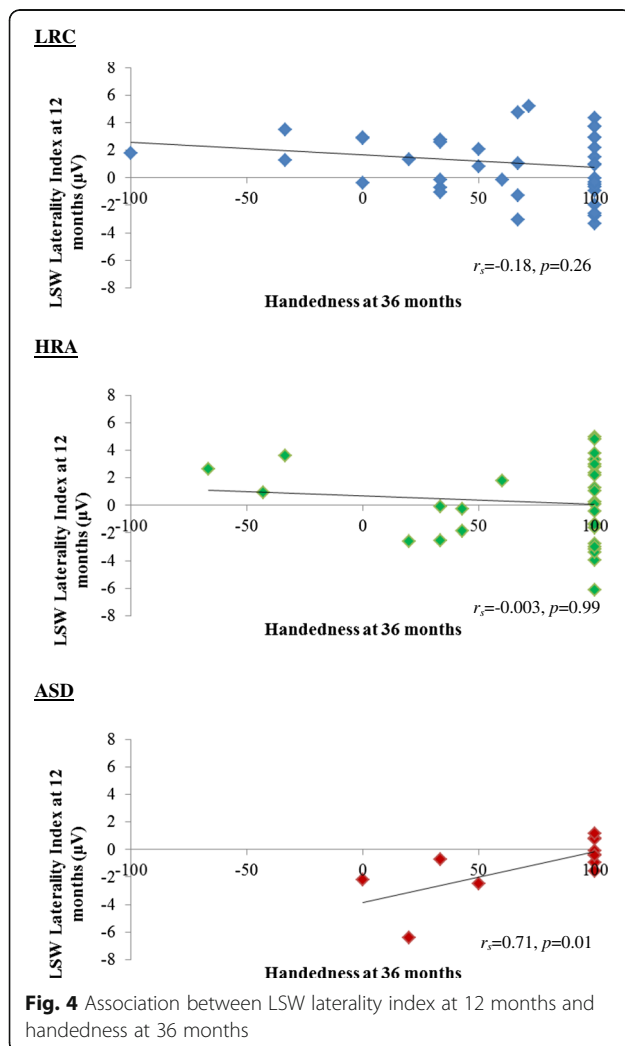 LRC
LSW Laterality Index at 12
months (µV)
8
6
4
2
0
-2
-4
-6
-8
-100
-50
0
50
100
rs=-0.18, p=0.26
Handedness at 36 months
HRA
LSW Laterality Index at 12
months (µV)
8
6
4
2
0
-2
-4
-6
-8
-100
-50
0
50
100
rs=-0.003, p=0.99
Handedness at 36 months
ASD
LSW Laterality Index at 12
months (µV)
8
6
4
2
0
-2
-4
-6
-8
-100
-50
0
50
100
rs=0.71, p=0.01
Handedness at 36 months
Fig. 4 Association between LSW laterality index at 12 months and
handedness at 36 months